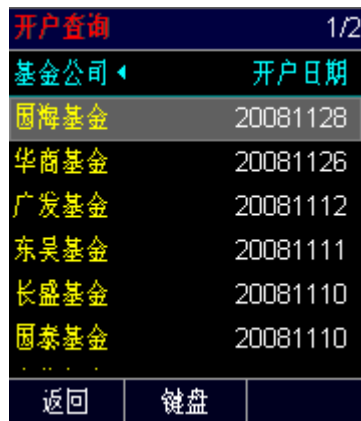 开户查询 1/2
基金公司 开户日期
国海基金 20081128
华商基金 20081126
广发基金 20081112
东吴基金 20081111
长盛基金 20081110
国泰基金 20081110
返回 键盘